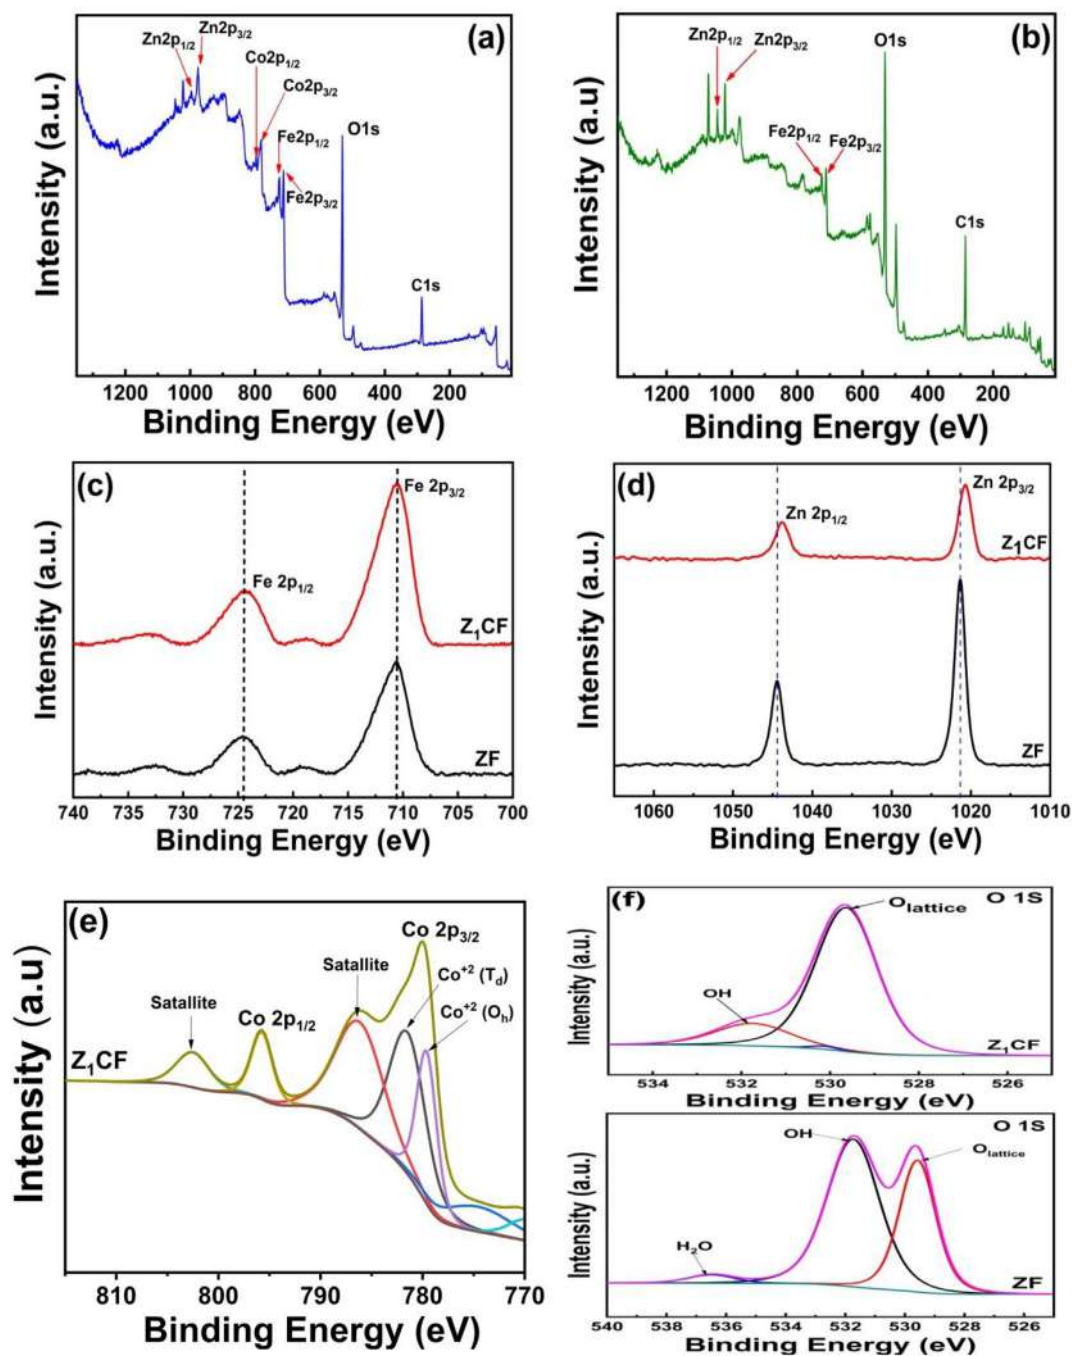 (a)
Zn2p3/2
Zn2p1/2
Co2p1/2
Co2p3/2
Fe2p1/2
Fe2p3/2
O1s
C1s
Intensity (a.u.)
1200 1000 800 600 400 200
Binding Energy (eV)
(b)
Zn2p1/2
Zn2p3/2
O1s
Fe2p1/2
Fe2p3/2
C1s
Intensity (a.u.)
1200 1000 800 600 400 200
Binding Energy (eV)
(c)
Fe 2p3/2
Fe 2p1/2
Z1CF
ZF
Intensity (a.u.)
740 735 730 725 720 715 710 705 700
Binding Energy (eV)
(d)
Zn 2p3/2
Zn 2p1/2
Z1CF
ZF
Intensity (a.u.)
1060 1050 1040 1030 1020 1010
Binding Energy (eV)
(e)
Co 2p3/2
Satallite
Co+2 (Td)
Co+2 (Oh)
Satallite
Co 2p1/2
Z1CF
Intensity (a.u)
810 800 790 780 770
Binding Energy (eV)
(f)
O 1S
Olattice
OH
Z1CF
Intensity (a.u.)
534 532 530 528 526
Binding Energy (eV)
O 1S
OH
Olattice
H2O
ZF
Intensity (a.u.)
540 538 536 534 532 530 528 526
Binding Energy (eV)